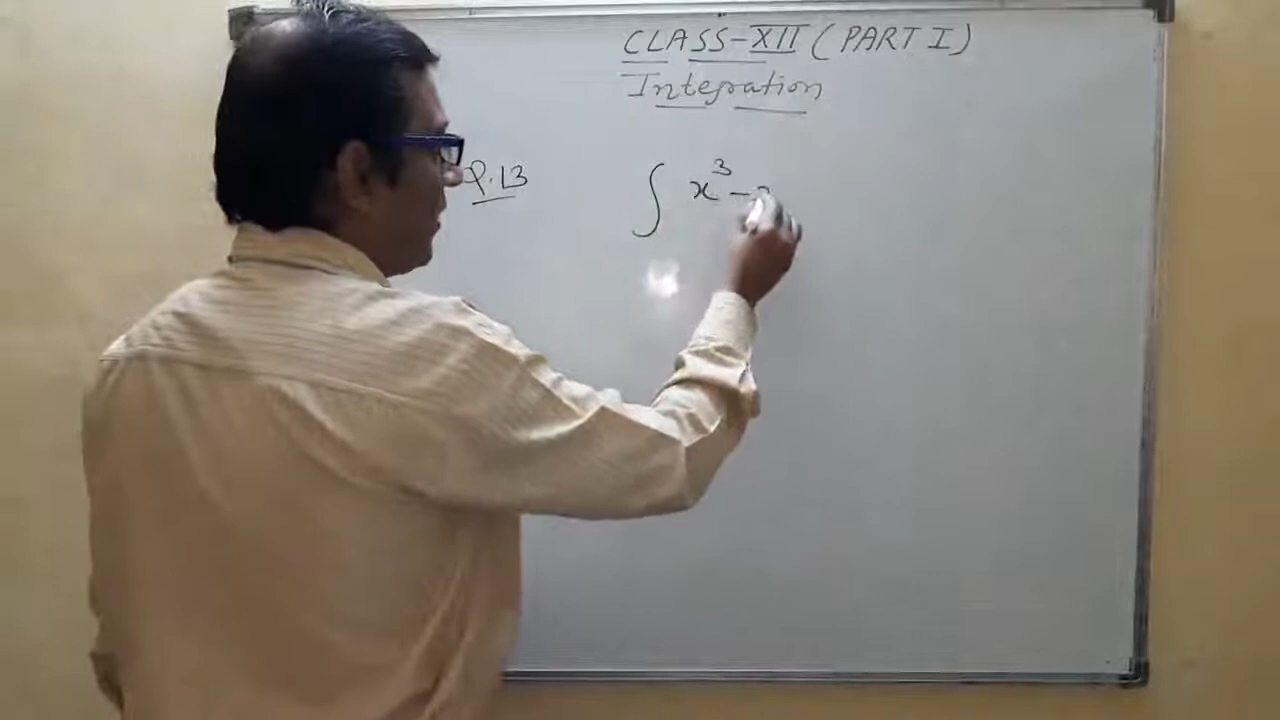 CLASS-XII (PART I)
Integration
Q.13 ∫ x³ -